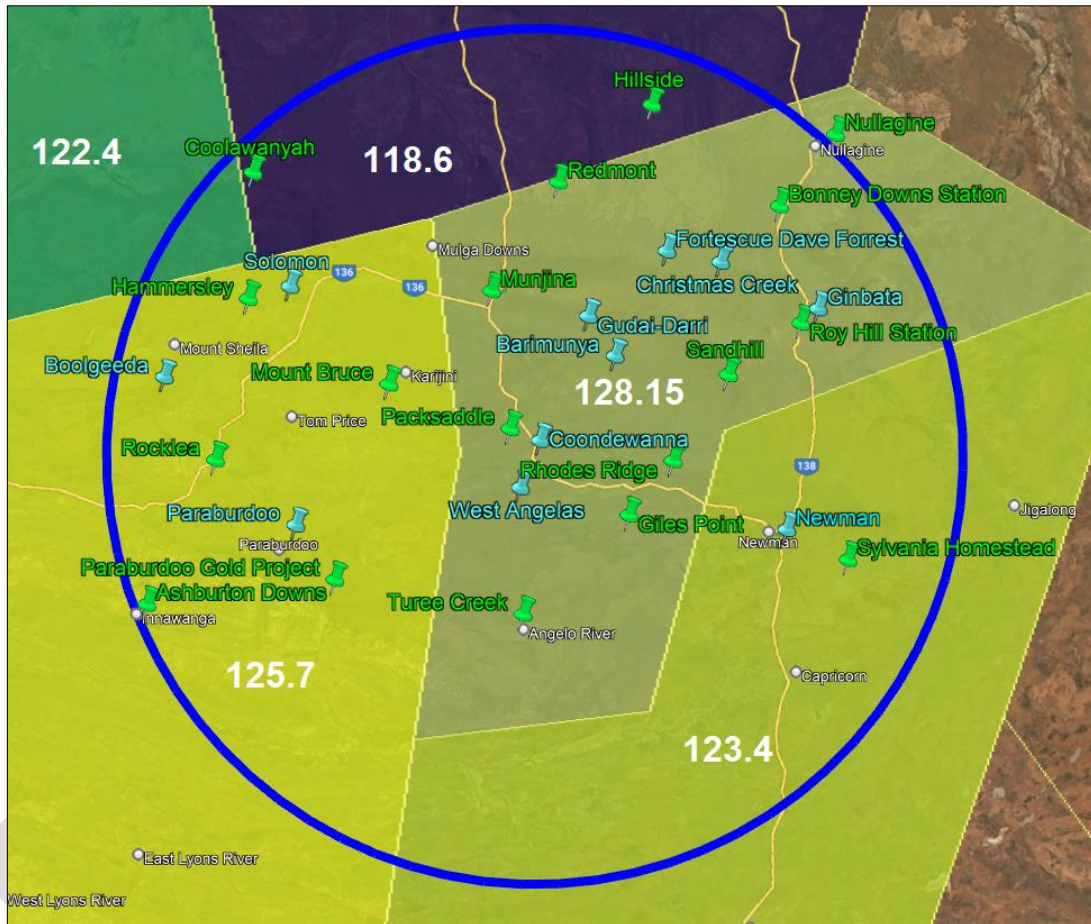 Hillside
Nullagine
Nullagine
122.4
Coolawanyah
118.6
Redmont
Bonney Downs Station
Mulga Downs
Fortescue Dave Forrest
Solomon
136
136
Christmas Creek
Hammersley
Munjina
Ginbata
Gudai-Darri
Roy Hill Station
Mount Sheila
Barimunya
Sandhill
Boolgeeda
Mount Bruce
Karijini
128.15
Tom Price
Packsaddle
Coondewanna
Rocklea
Rhodes Ridge
138
West Angelas
Paraburdoo
Giles Point
Newman
Jigalong
Paraburdoo
Newman
Sylvania Homestead
Paraburdoo Gold Project
Ashburton Downs
Innawanga
Turee Creek
Angelo River
125.7
Capricorn
123.4
East Lyons River
West Lyons River